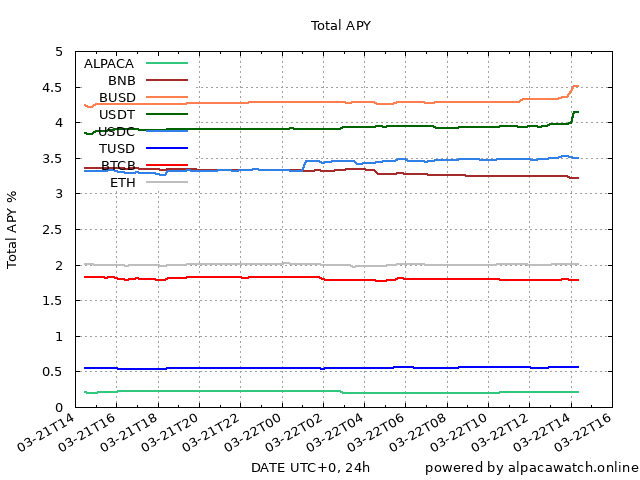 Total APY
5
4.5
4
3.5
3
2.5
2
1.5
1
0.5
0
Total APY %
ALPACA
BNB
BUSD
USDT
USDC
TUSD
BTCB
ETH
03-21T14
03-21T16
03-21T18
03-21T20
03-21T22
03-22T00
03-22T02
03-22T04
03-22T06
03-22T08
03-22T10
03-22T12
03-22T14
03-22T16
DATE UTC+0, 24h
powered by alpacawatch.online